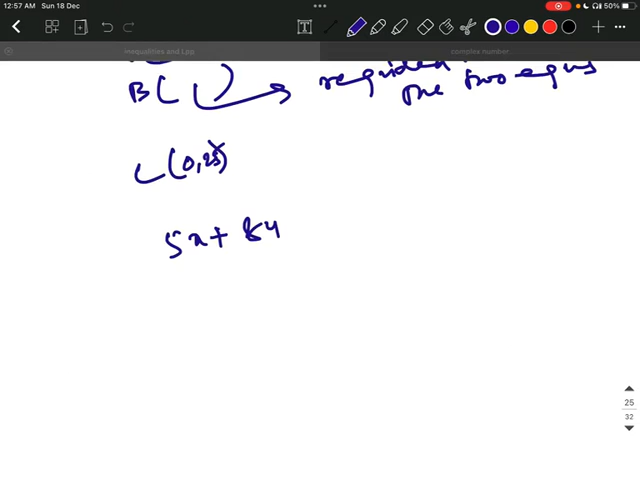 12:57 AM Sun 18 Dec
50%
inequalities and Lpp
complex number
B( ) required
the two equns
C(0,25)
5x + 8y
25
32